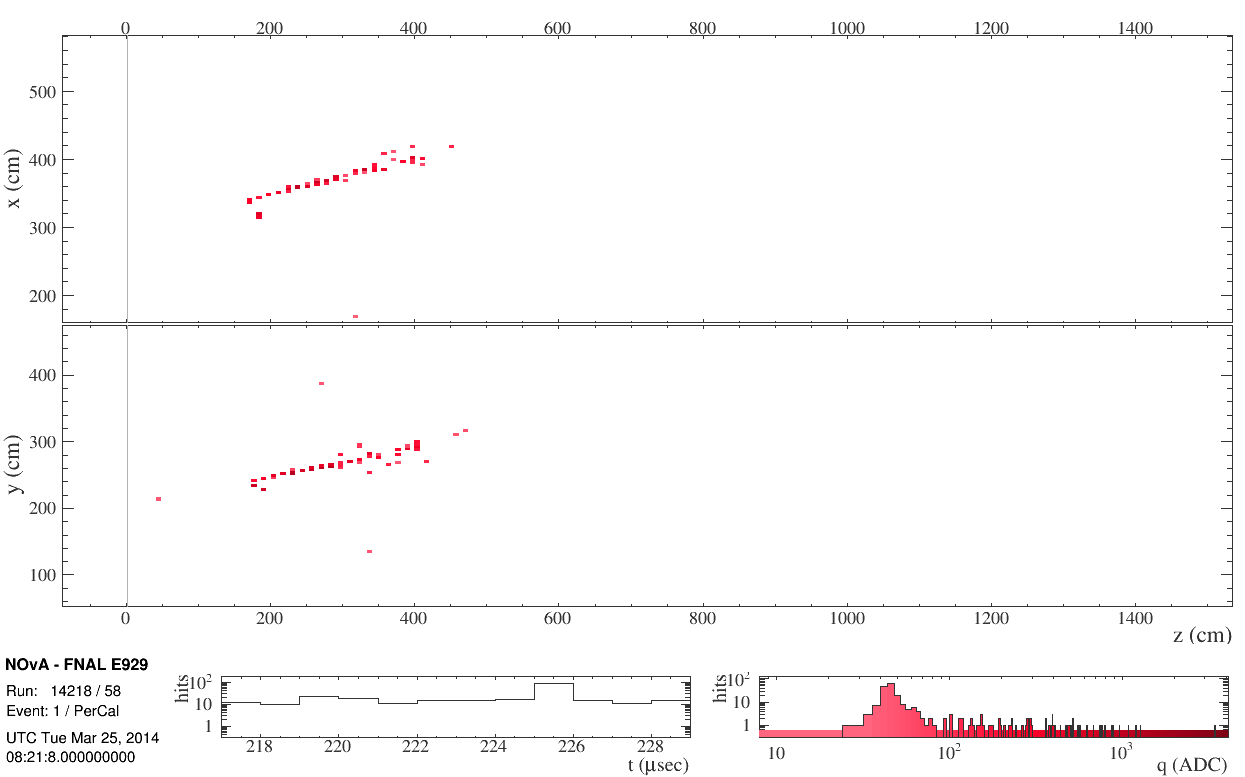 0 200 400 600 800 1000 1200 1400
500
400
300
200
x (cm)
400
300
200
100
y (cm)
0 200 400 600 800 1000 1200 1400
z (cm)
NOvA - FNAL E929
Run: 14218 / 58
Event: 1 / PerCal
UTC Tue Mar 25, 2014
08:21:8.000000000
hits
10²
10
1
218 220 222 224 226 228
t (μsec)
hits
10²
10
1
10 10² 10³
q (ADC)